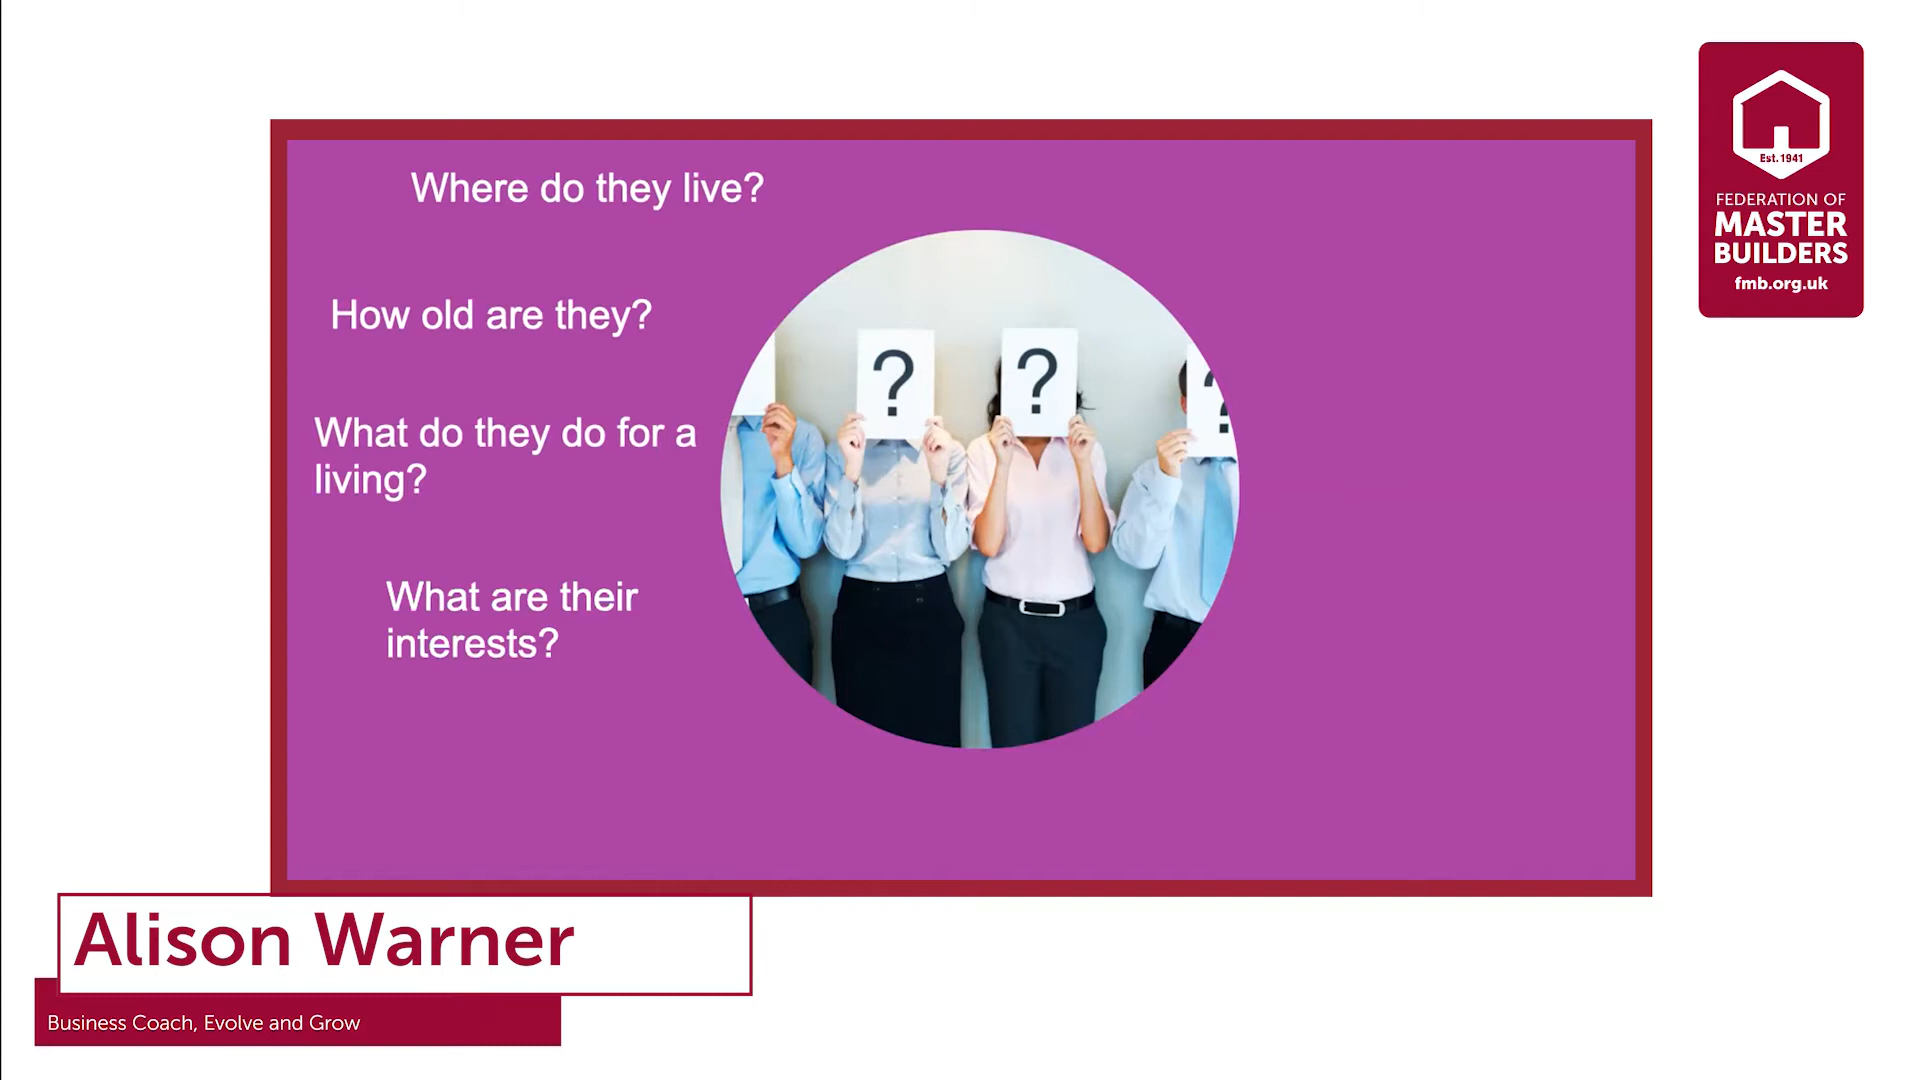 Where do they live?
How old are they?
What do they do for a
living?
What are their
interests?
?
?
?
Est. 1941
FEDERATION OF
MASTER
BUILDERS
fmb.org.uk
Alison Warner
Business Coach, Evolve and Grow